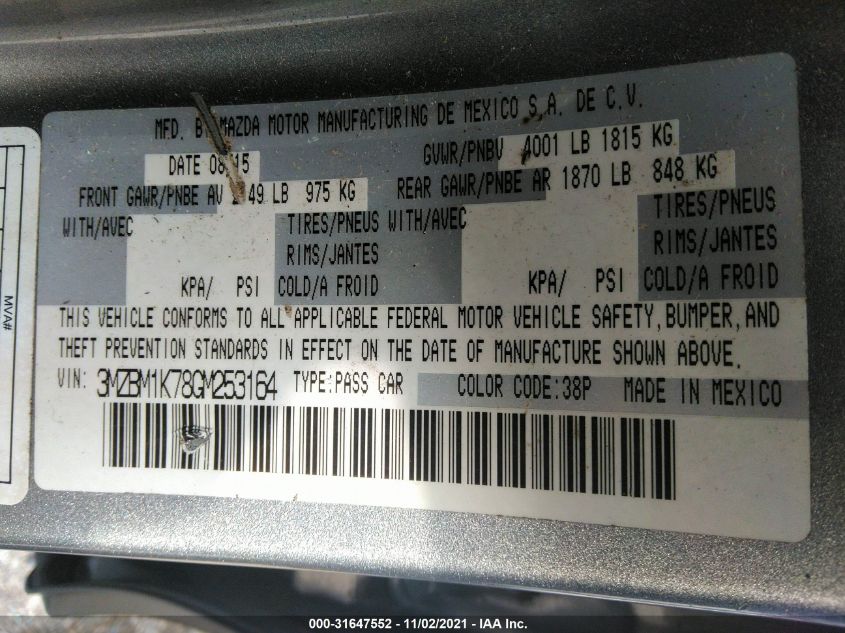 MFD. BY MAZDA MOTOR MANUFACTURING DE MEXICO S.A. DE C.V.
DATE 08/15 GVWR/PNBV 4001 LB 1815 KG
FRONT GAWR/PNBE AV 2149 LB 975 KG REAR GAWR/PNBE AR 1870 LB 848 KG
WITH/AVEC TIRES/PNEUS WITH/AVEC TIRES/PNEUS
RIMS/JANTES RIMS/JANTES
KPA/ PSI COLD/A FROID KPA/ PSI COLD/A FROID
THIS VEHICLE CONFORMS TO ALL APPLICABLE FEDERAL MOTOR VEHICLE SAFETY, BUMPER, AND
THEFT PREVENTION STANDARDS IN EFFECT ON THE DATE OF MANUFACTURE SHOWN ABOVE.
VIN: 3MZBM1K78GM253164 TYPE:PASS CAR COLOR CODE:38P MADE IN MEXICO
MVA#
000-31647552 - 11/02/2021 - IAA Inc.